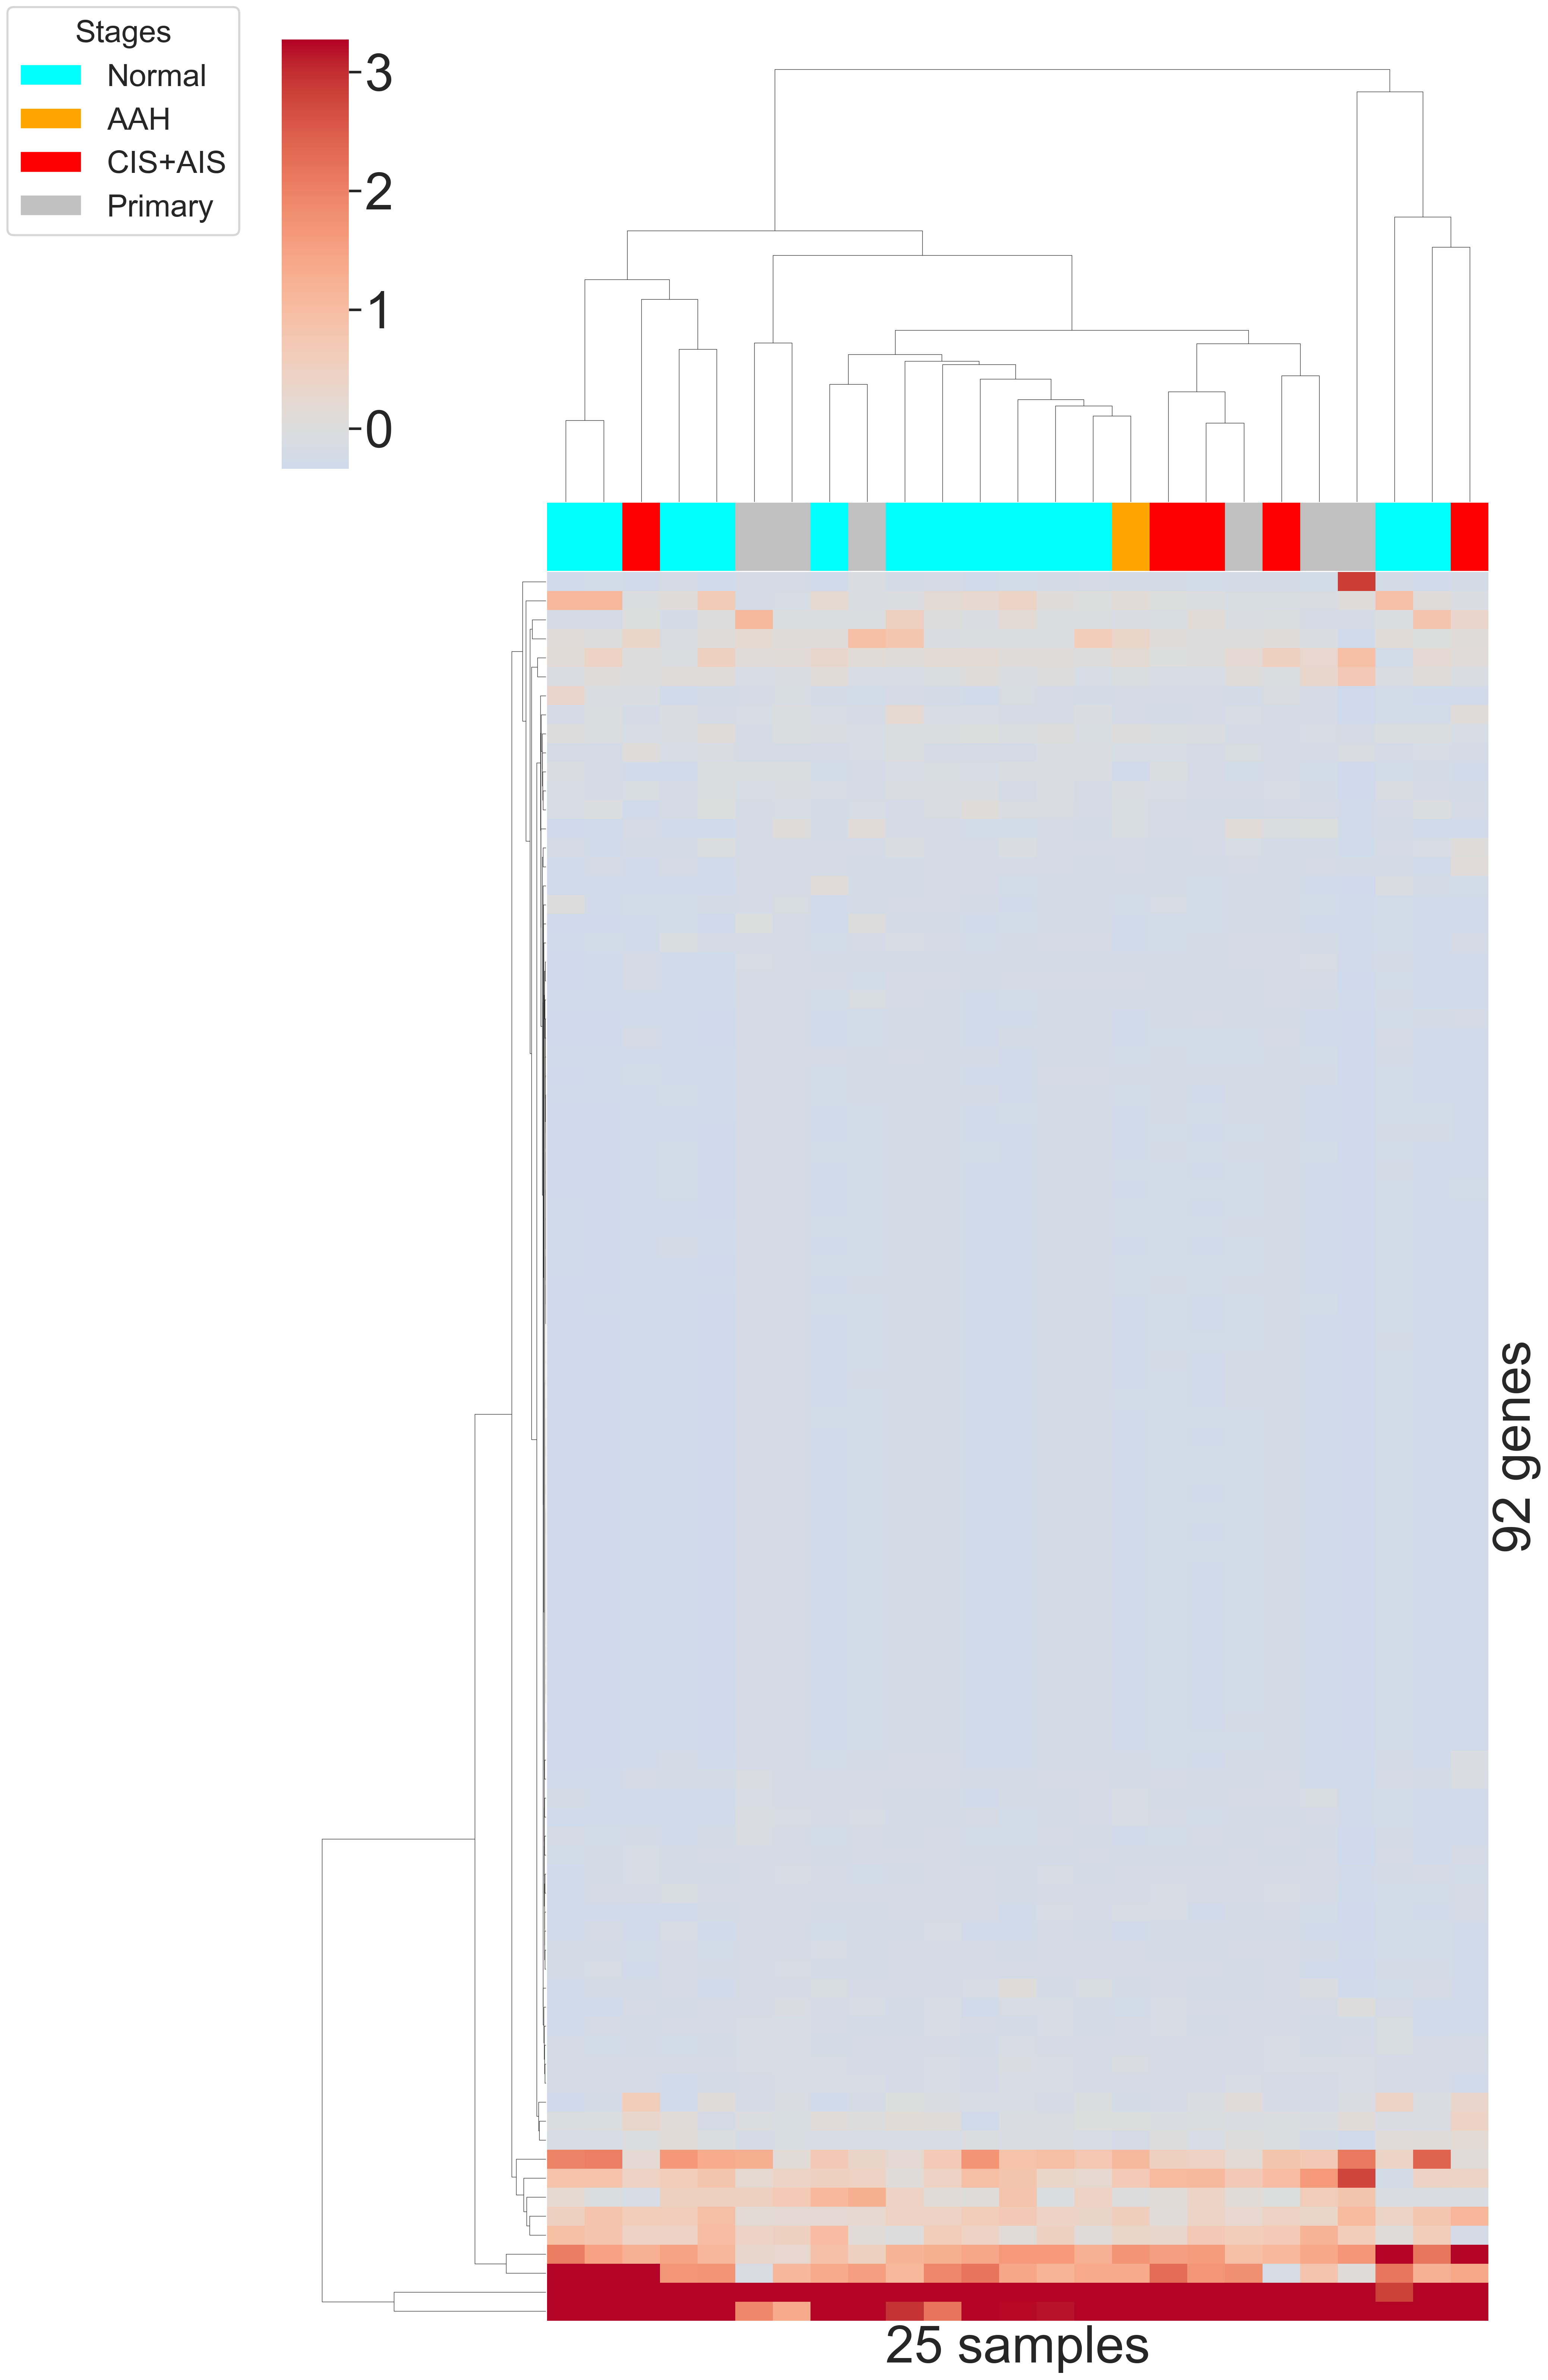 Stages
Normal
AAH
CIS+AIS
Primary
3
2
1
0
92 genes
25 samples